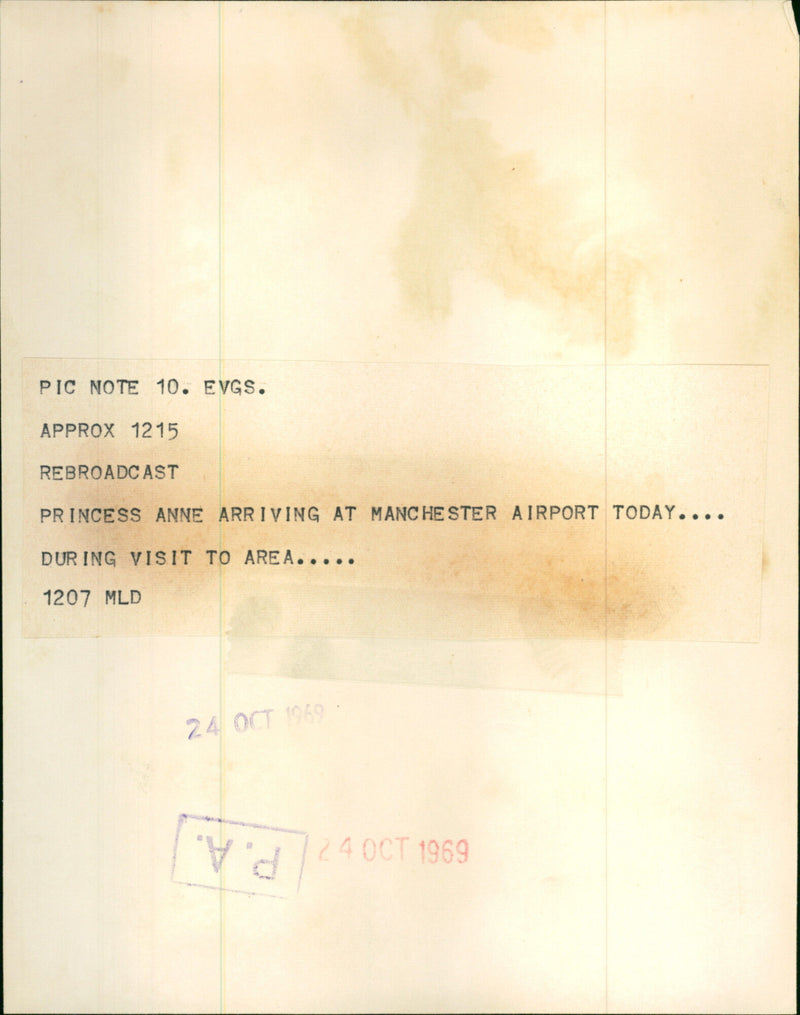 PIC NOTE 10. EVGS.
APPROX 1215
REBROADCAST
PRINCESS ANNE ARRIVING AT MANCHESTER AIRPORT TODAY....
DURING VISIT TO AREA.....
1207 MLD
24 OCT 1969
P.A.
24 OCT 1969